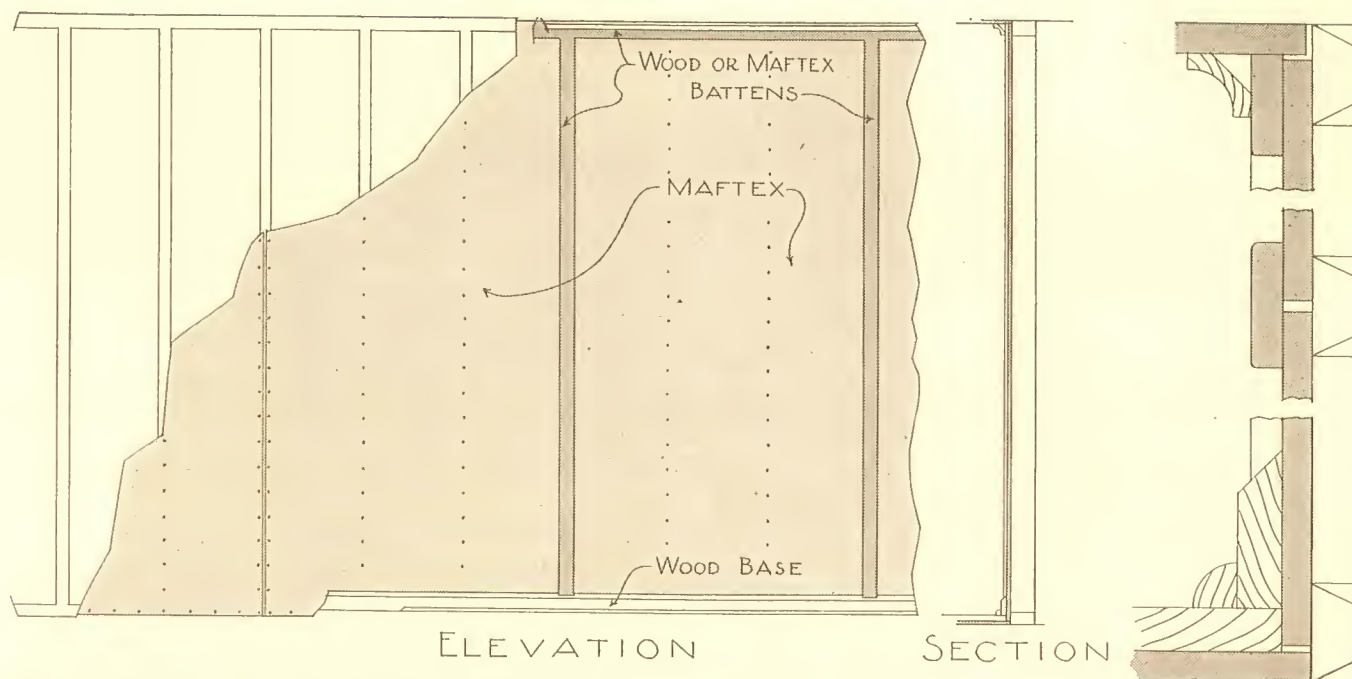 WOOD OR MAFTEX
BATTENS
MAFTEX
WOOD BASE
ELEVATION
SECTION